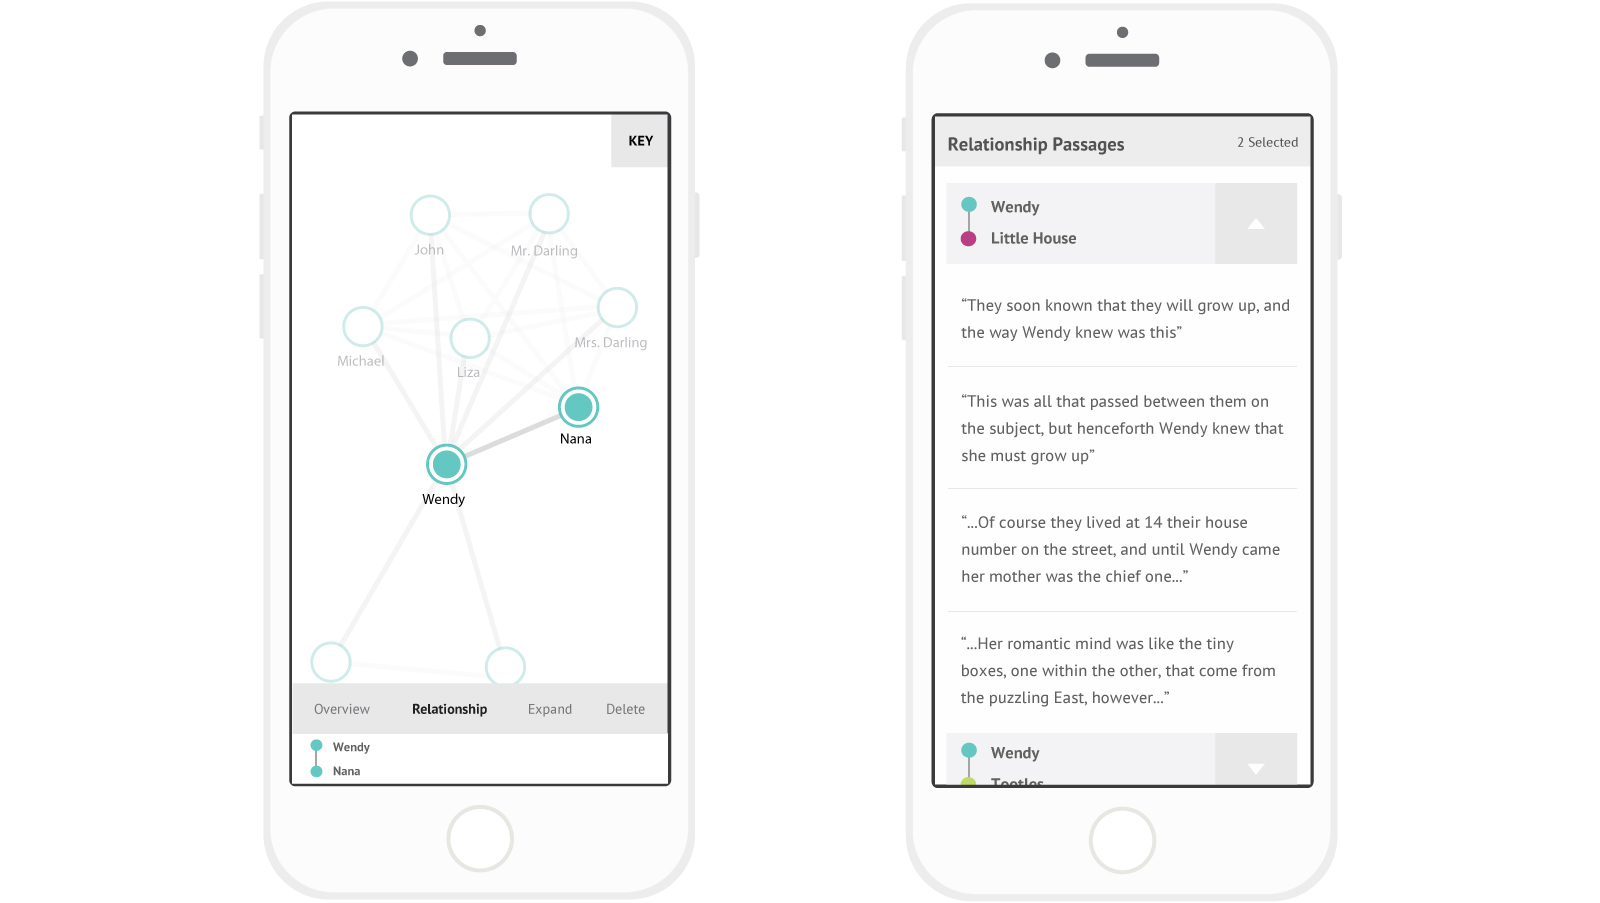 KEY
John
Mr. Darling
Mrs. Darling
Michael
Liza
Nana
Wendy
Overview Relationship Expand Delete
Wendy
Nana
Relationship Passages 2 Selected
Wendy
Little House
“They soon known that they will grow up, and
the way Wendy knew was this”
“This was all that passed between them on
the subject, but henceforth Wendy knew that
she must grow up”
“...Of course they lived at 14 their house
number on the street, and until Wendy came
her mother was the chief one...”
“...Her romantic mind was like the tiny
boxes, one within the other, that come from
the puzzling East, however...”
Wendy
Tootles